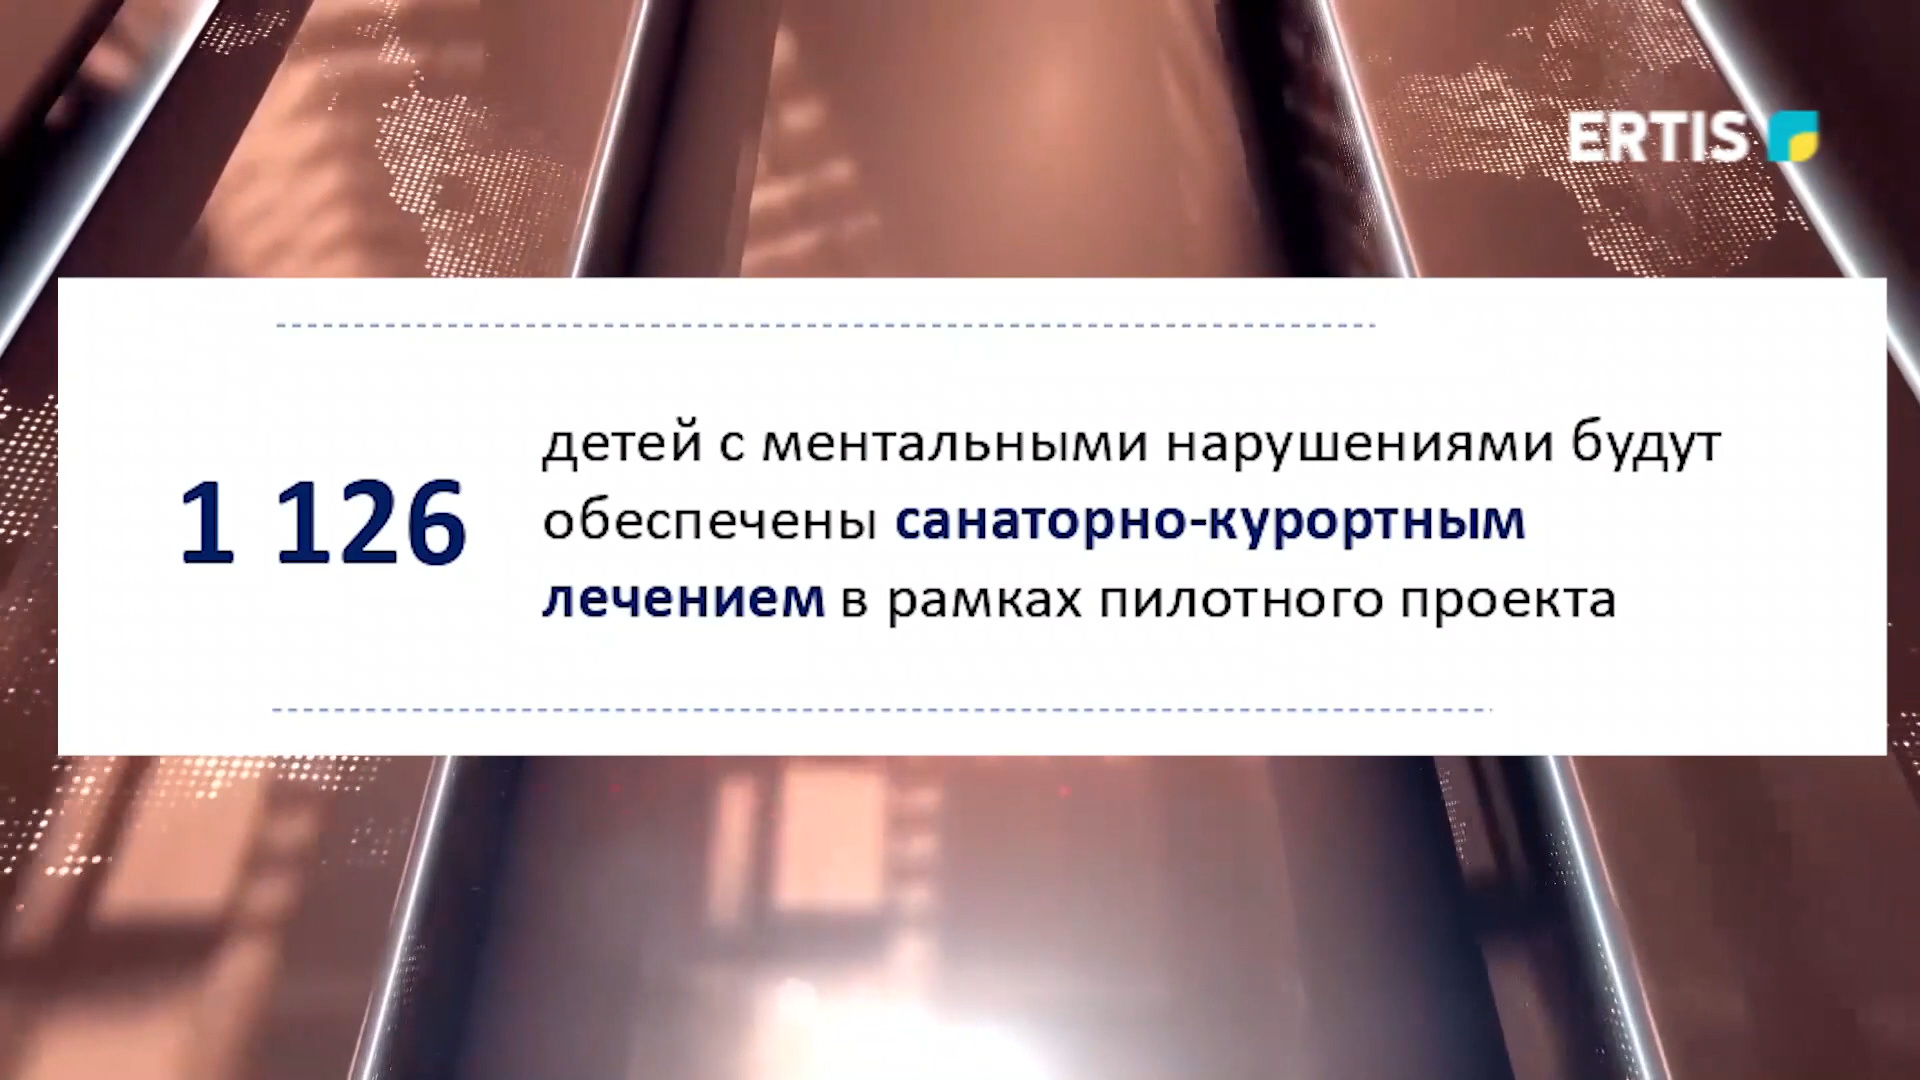 ERTIS
1 126
детей с ментальными нарушениями будут
обеспечены санаторно-курортным
лечением в рамках пилотного проекта